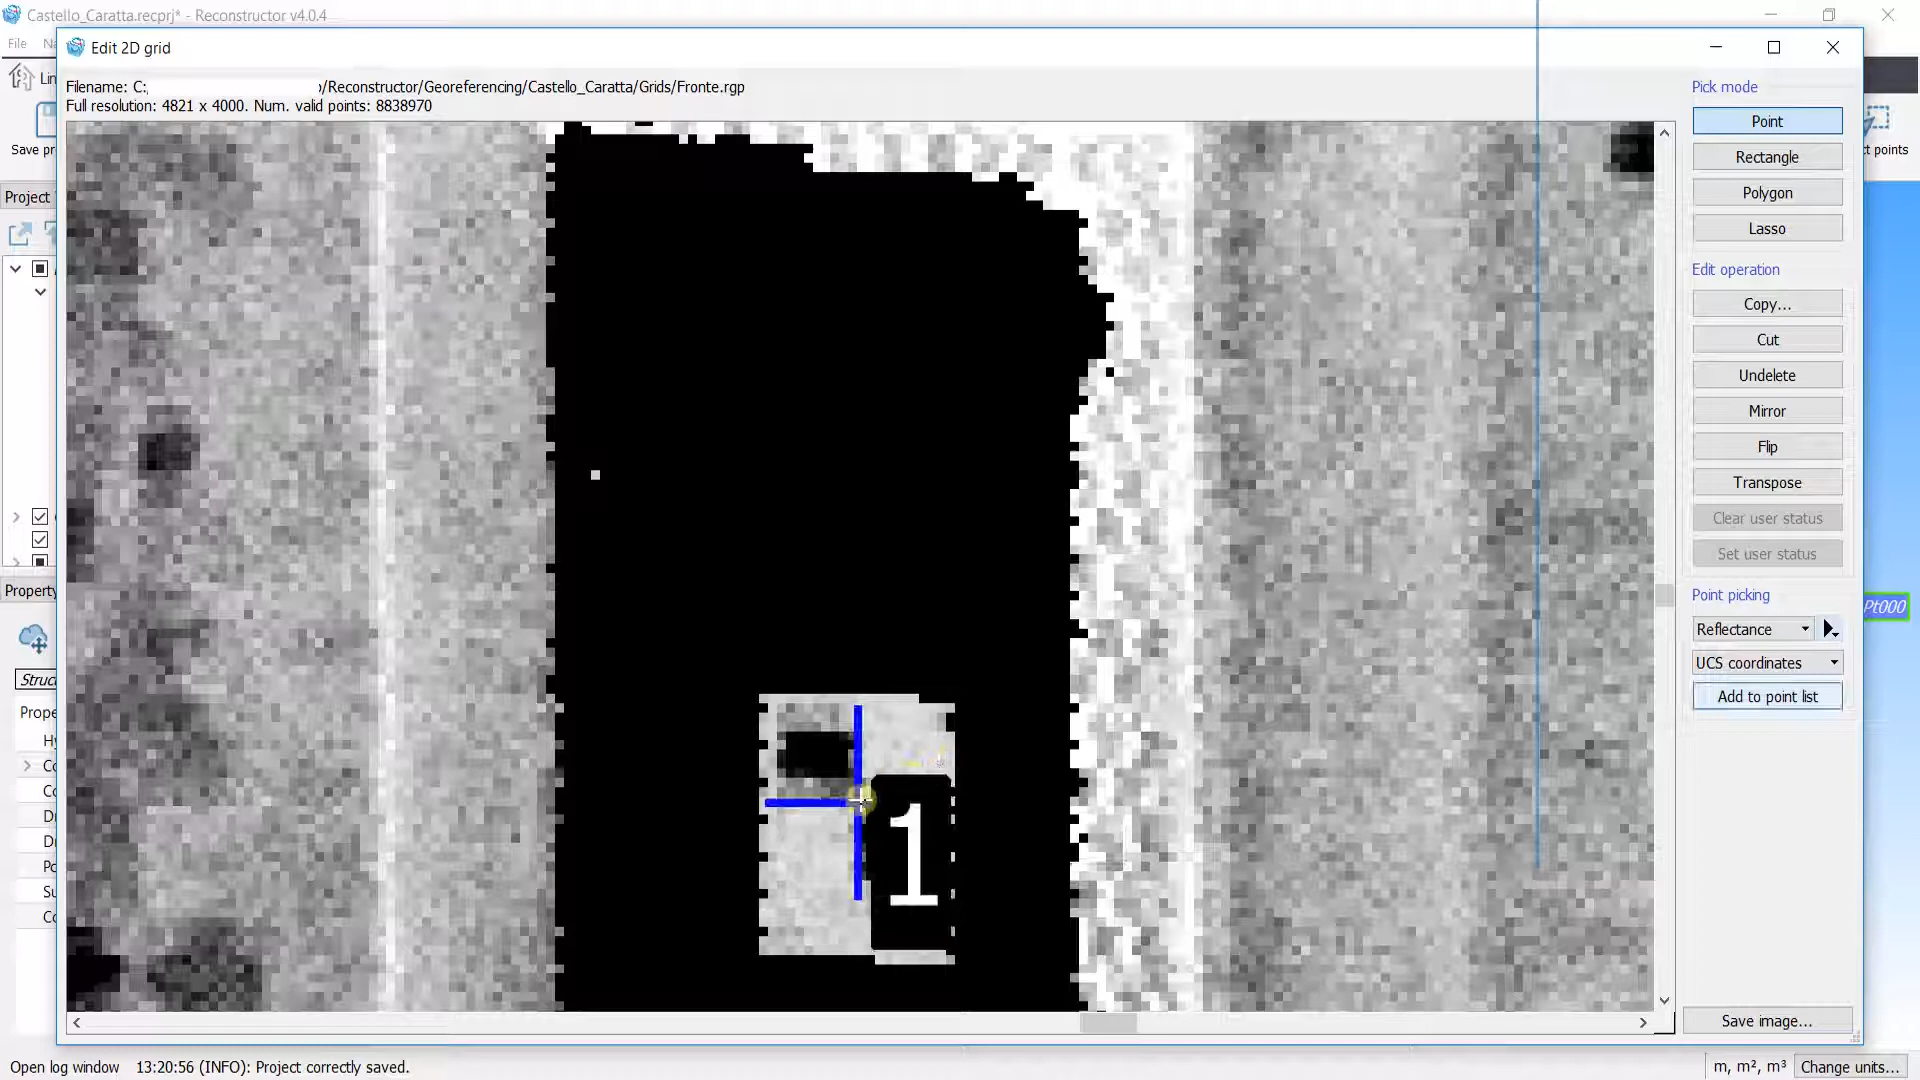 Castello_Caratta.recprj* - Reconstructor v4.0.4
File
Edit 2D grid
Filename: C:
/Reconstructor/Georeferencing/Castello_Caratta/Grids/Fronte.rgp
Full resolution: 4821 x 4000. Num. valid points: 8838970
Pick mode
Point
Rectangle
Polygon
Lasso
Edit operation
Copy...
Cut
Undelete
Mirror
Flip
Transpose
Clear user status
Set user status
Point picking
Reflectance
UCS coordinates
Add to point list
Save image...
Save pr
ct points
Project
Property
Struc
Prope
Pt000
1
Open log window
13:20:56 (INFO): Project correctly saved.
m, m², m³
Change units...